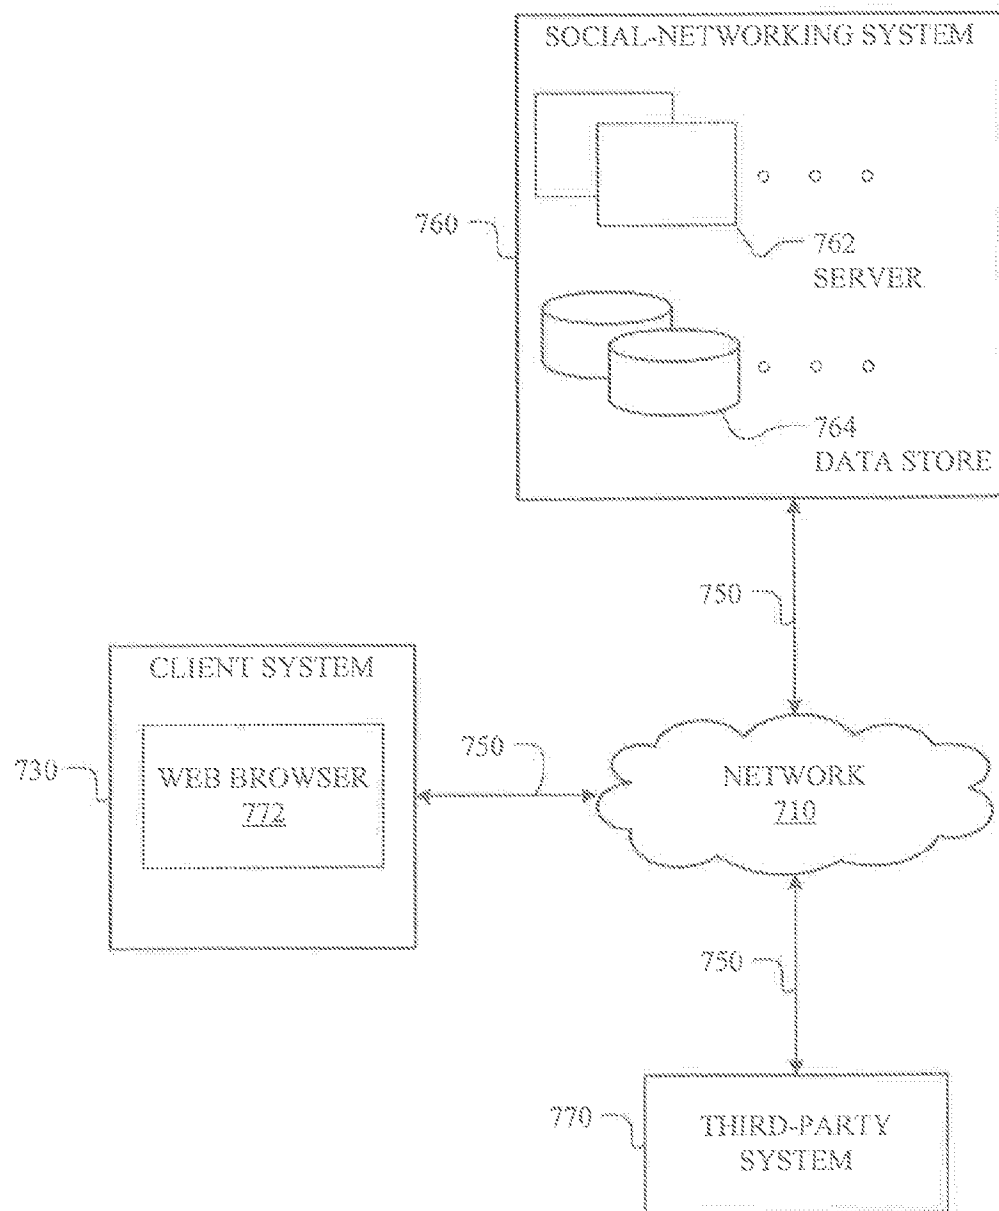 SOCIAL-NETWORKING SYSTEM
760
762
SERVER
764
DATA STORE
750
CLIENT SYSTEM
730
WEB BROWSER
772
750
NETWORK
710
750
770
THIRD-PARTY
SYSTEM